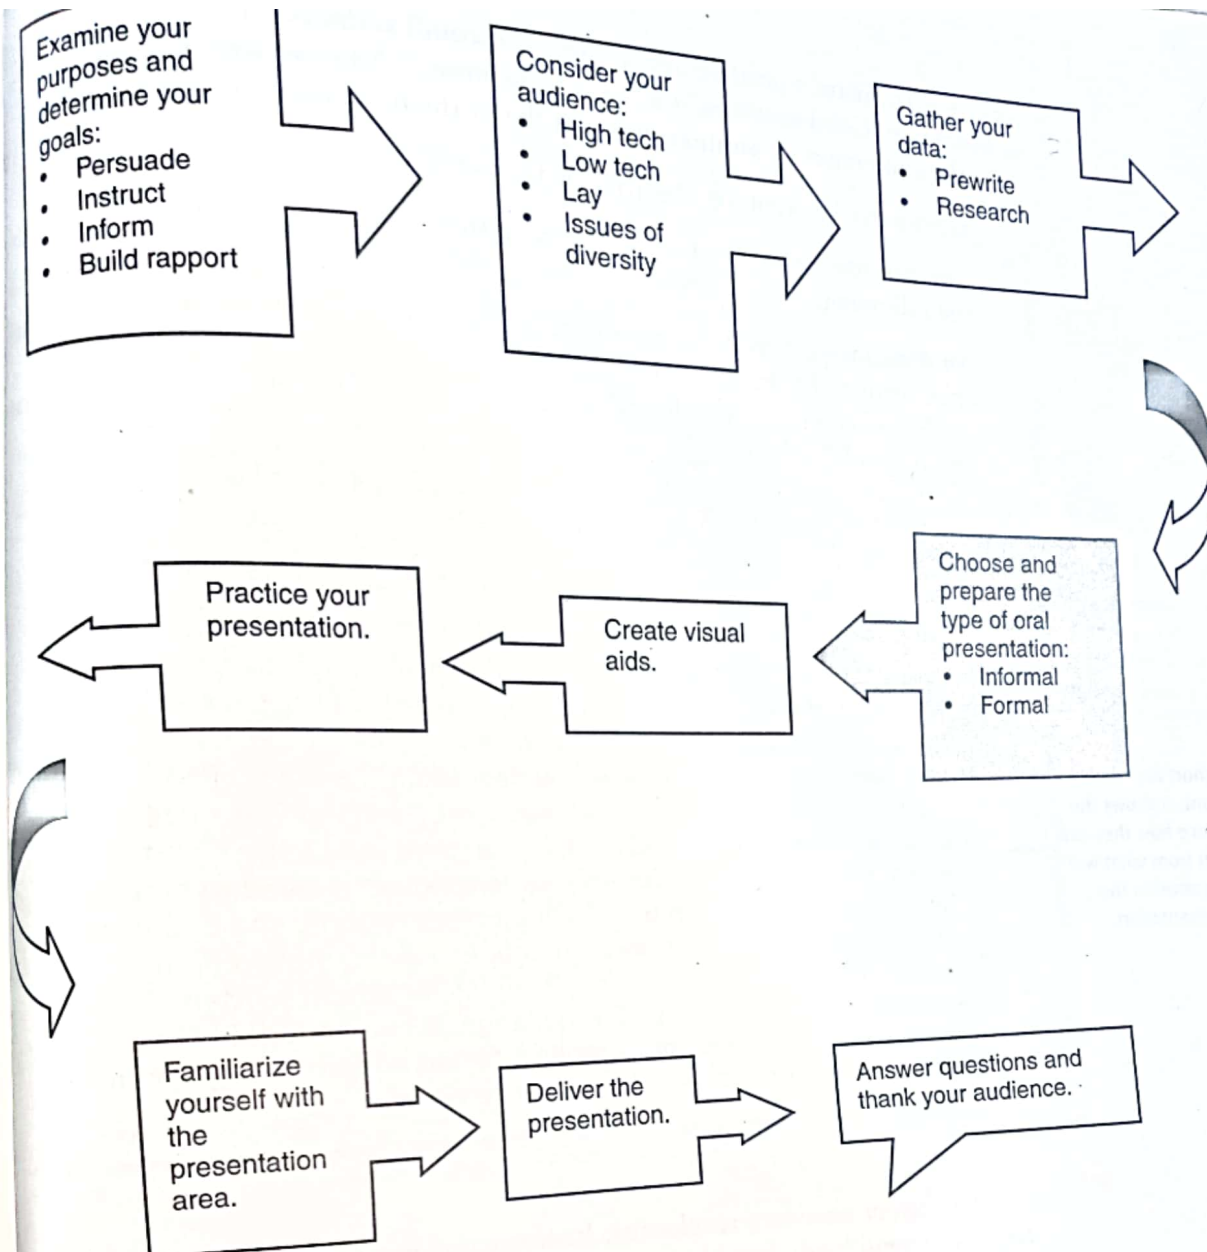 Examine your
purposes and
determine your
goals:
• Persuade
• Instruct
• Inform
• Build rapport
Consider your
audience:
• High tech
• Low tech
• Lay
• Issues of
diversity
Gather your
data:
• Prewrite
• Research
Choose and
prepare the
type of oral
presentation:
• Informal
• Formal
Create visual
aids.
Practice your
presentation.
Familiarize
yourself with
the
presentation
area.
Deliver the
presentation.
Answer questions and
thank your audience.